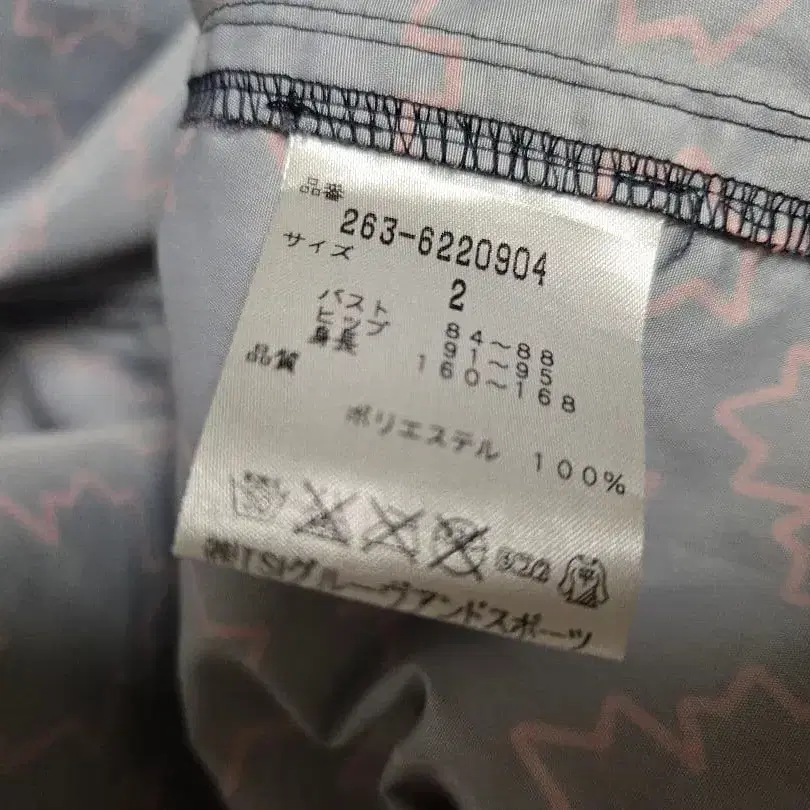 品番
263-6220904
サイズ
2
バスト 84～88
ヒップ 91～95
身長 160～168
品質
ポリエステル 100%
㈱TSIグルーヴアンドスポーツ